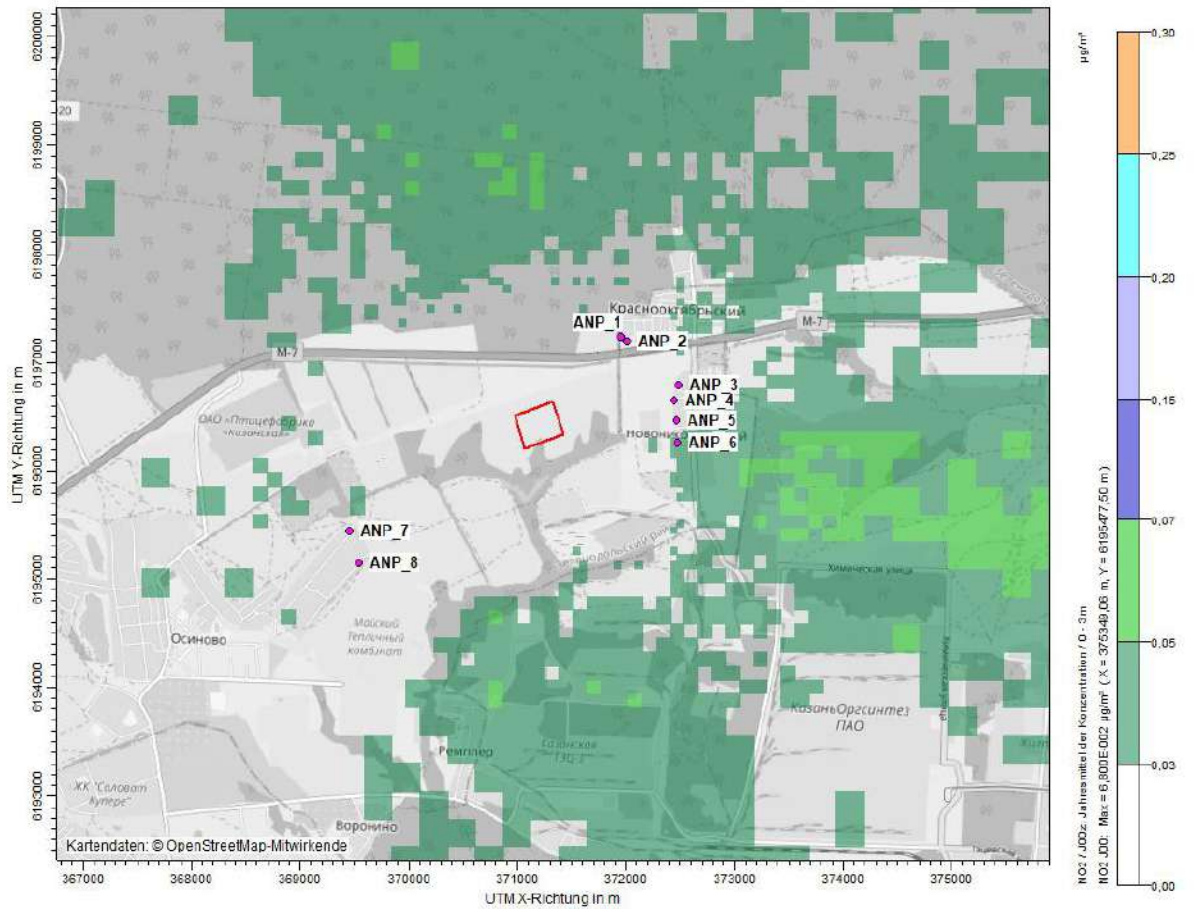 6200000
6199000
6198000
6197000
6196000
6195000
6194000
6193000
UTM Y-Richtung in m
20
Краснооктябрьский
ANP_1
ANP_2
M-7
M-7
ANP_3
ANP_4
ANP_5
ANP_6
ОАО «Птицефабрика
«Казанская»
ANP_7
ANP_8
Химическая улица
Осиново
Майский
Тепличный
комбинат
КазаньОргсинтез
ПАО
Ремплер
Казанская
ТЭЦ-3
ЖК "Салават
Купере"
Воронино
Kartendaten: © OpenStreetMap-Mitwirkende
367000
368000
369000
370000
371000
372000
373000
374000
375000
UTM X-Richtung in m
µg/m³
0,30
0,25
0,20
0,15
0,07
0,05
0,03
0,00
NO2 / J00z: Jahresmittel der Konzentration / 0 - 3m
NO2 J00: Max = 6,800E-002 µg/m³ ( X = 375349,06 m, Y = 6195477,50 m )